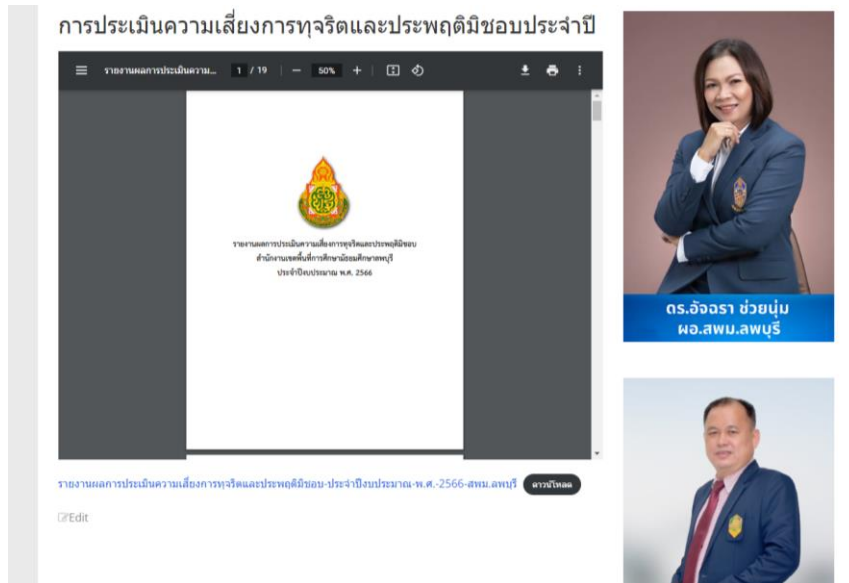 การประเมินความเสี่ยงการทุจริตและประพฤติมิชอบประจำปี
รายงานผลการประเมินความ... 1 / 19 50%
รายงานผลการประเมินความเสี่ยงการทุจริตและประพฤติมิชอบ
สำนักงานเขตพื้นที่การศึกษามัธยมศึกษาลพบุรี
ประจำปีงบประมาณ พ.ศ. 2566
รายงานผลการประเมินความเสี่ยงการทุจริตและประพฤติมิชอบ-ประจำปีงบประมาณ-พ.ศ.-2566-สพม.ลพบุรี ดาวน์โหลด
Edit
ดร.อัจฉรา ช่วยนุ่ม
ผอ.สพม.ลพบุรี